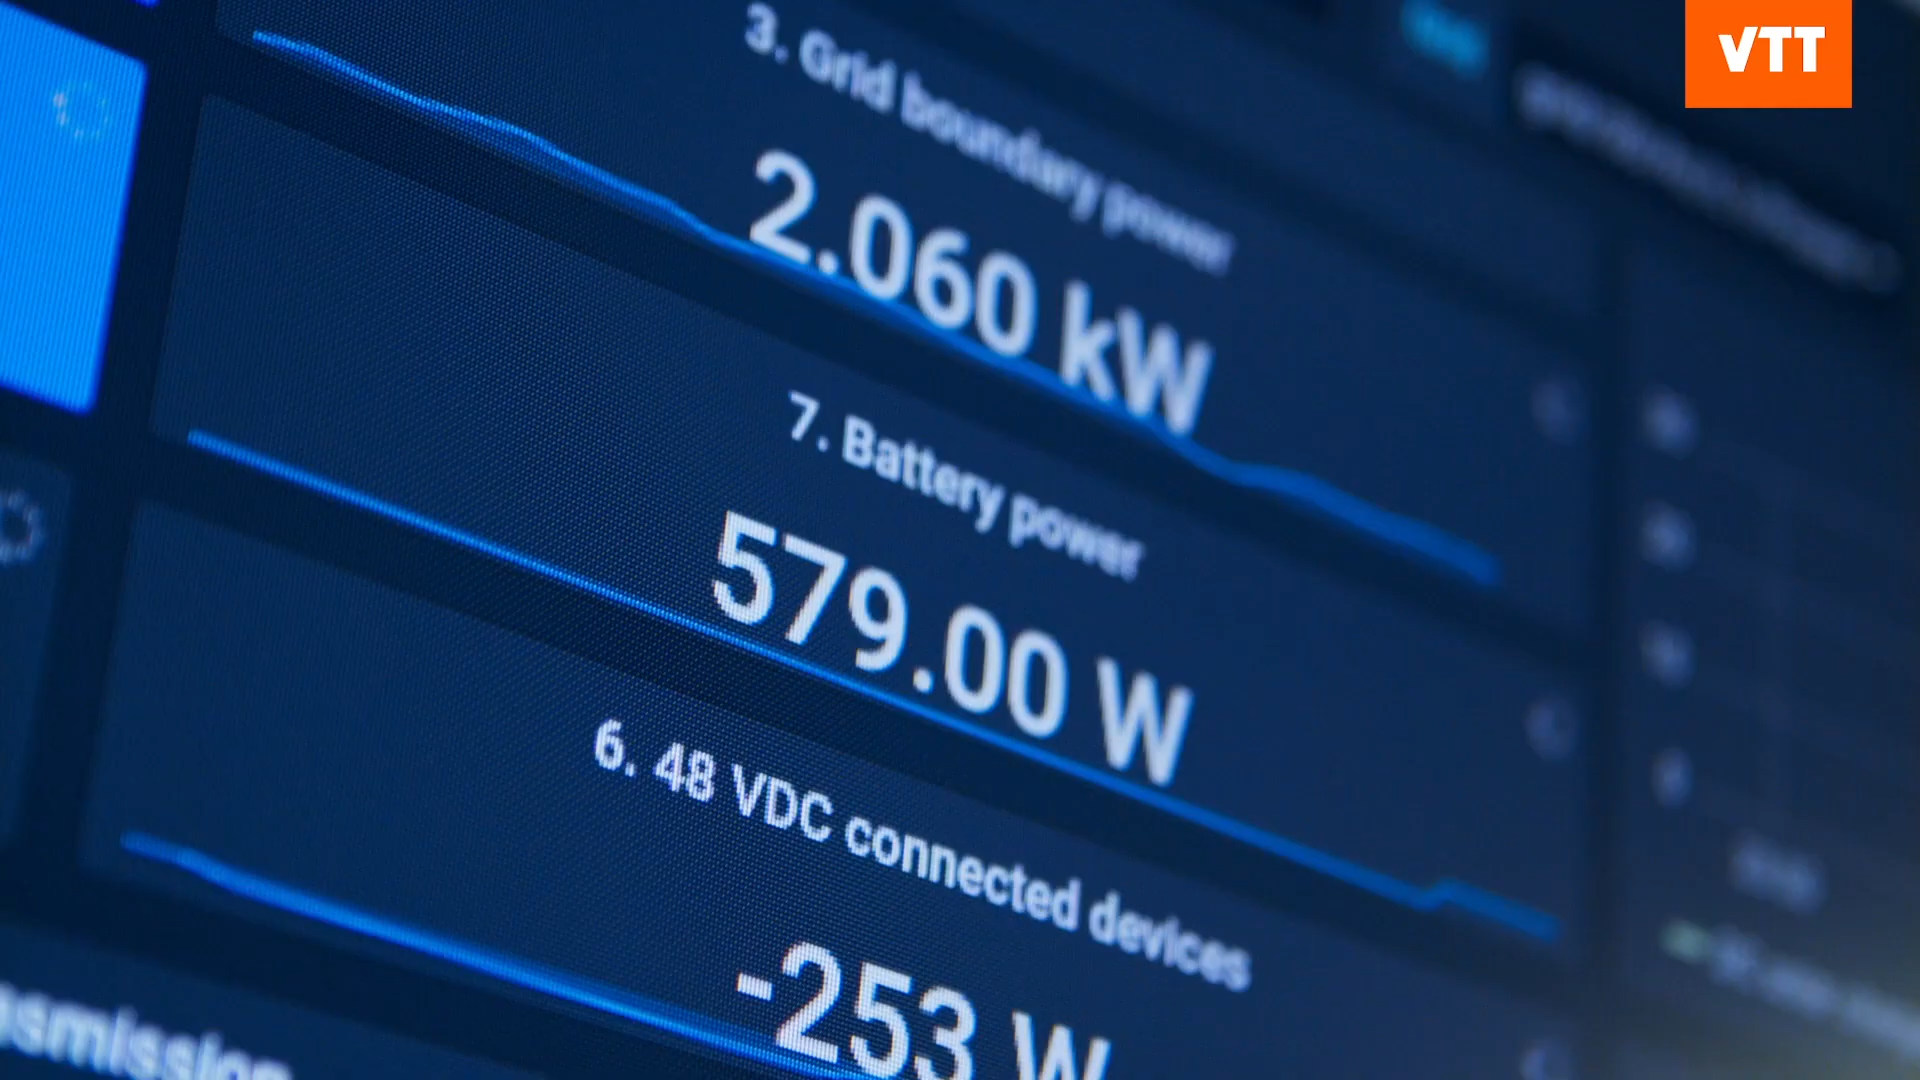 VTT
3. Grid boundary power
2.060 kW
7. Battery power
579.00 W
6. 48 VDC connected devices
-253 W